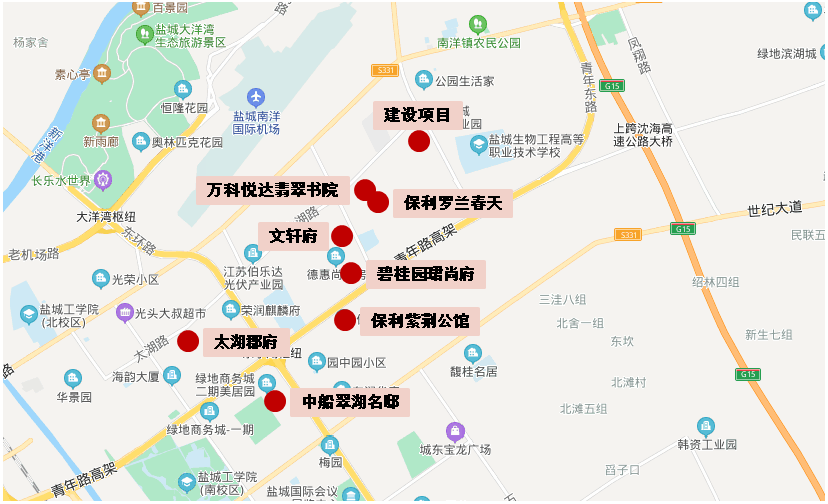 百景园
盐城大洋湾
生态旅游景区
路
杨家舍
南洋镇农民公园
凤翔路
绿地滨湖城
素心亭
S331
公园生活家
青年东路
G15
恒隆花园
盐城南洋
国际机场
建设项目
新洋港
新雨廊
奥林匹克花园
盐城生物工程高等
职业技术学校
上跨沈海高
速公路大桥
长乐水世界
万科悦达翡翠书院
保利罗兰春天
大洋湾枢纽
世纪大道
文轩府
S331
G15
民联五
东环路
青年路高架
老机场路
江苏伯乐达
光伏产业园
德惠尚
碧桂园珺尚府
光荣小区
绍林四组
三洼八组
盐城工学院
(北校区)
光头大叔超市
荣润麒麟府
保利紫荆公馆
北舍一组
新生七组
太湖郡府
太湖路
枢纽
东坎
路
海韵大厦
园中园小区
馥桂名居
G15
华景园
绿地商务城
二期美居园
北滩村
中船翠湖名邸
北滩五组
绿地商务城-一期
城东宝龙广场
韩资工业园
梅园
舀子口
青年路高架
盐城工学院
(南校区)
盐城国际会议